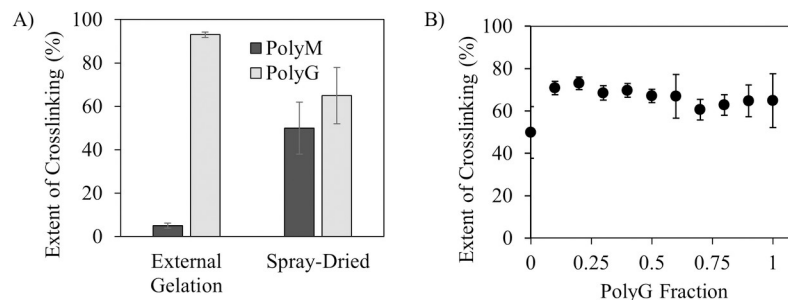 A)
Extent of Crosslinking (%)
100
80
60
40
20
0
PolyM
PolyG
External
Gelation
Spray-Dried
B)
Extent of Crosslinking (%)
100
80
60
40
20
0
0
0.25
0.5
0.75
1
PolyG Fraction